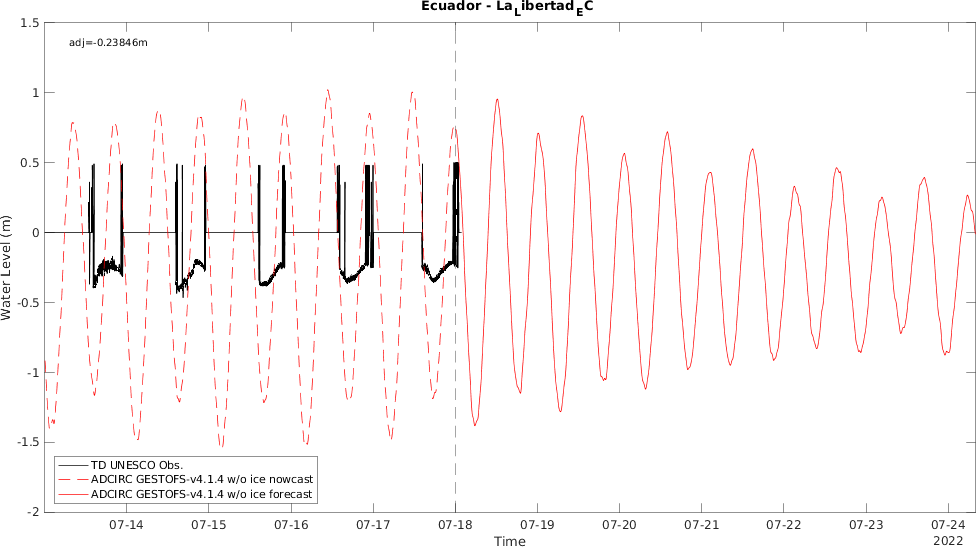 Ecuador - LaLibertadEC
adj=-0.23846m
1.5
1
0.5
0
-0.5
-1
-1.5
-2
Water Level (m)
TD UNESCO Obs.
ADCIRC GESTOFS-v4.1.4 w/o ice nowcast
ADCIRC GESTOFS-v4.1.4 w/o ice forecast
07-14 07-15 07-16 07-17 07-18 07-19 07-20 07-21 07-22 07-23 07-24
Time
2022